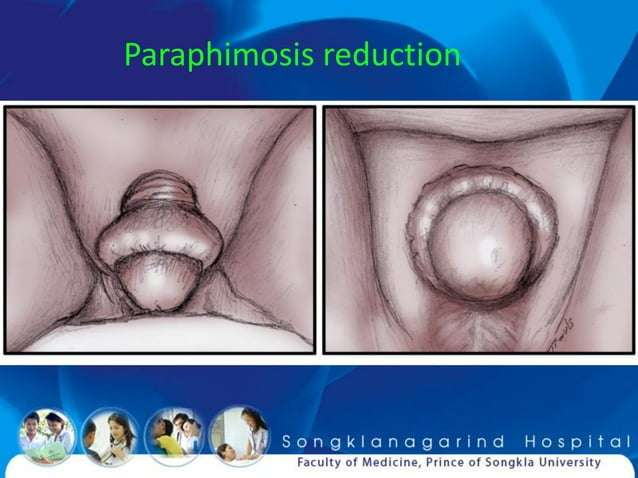 Paraphimosis reduction
Songklanagarind Hospital
Faculty of Medicine, Prince of Songkla University